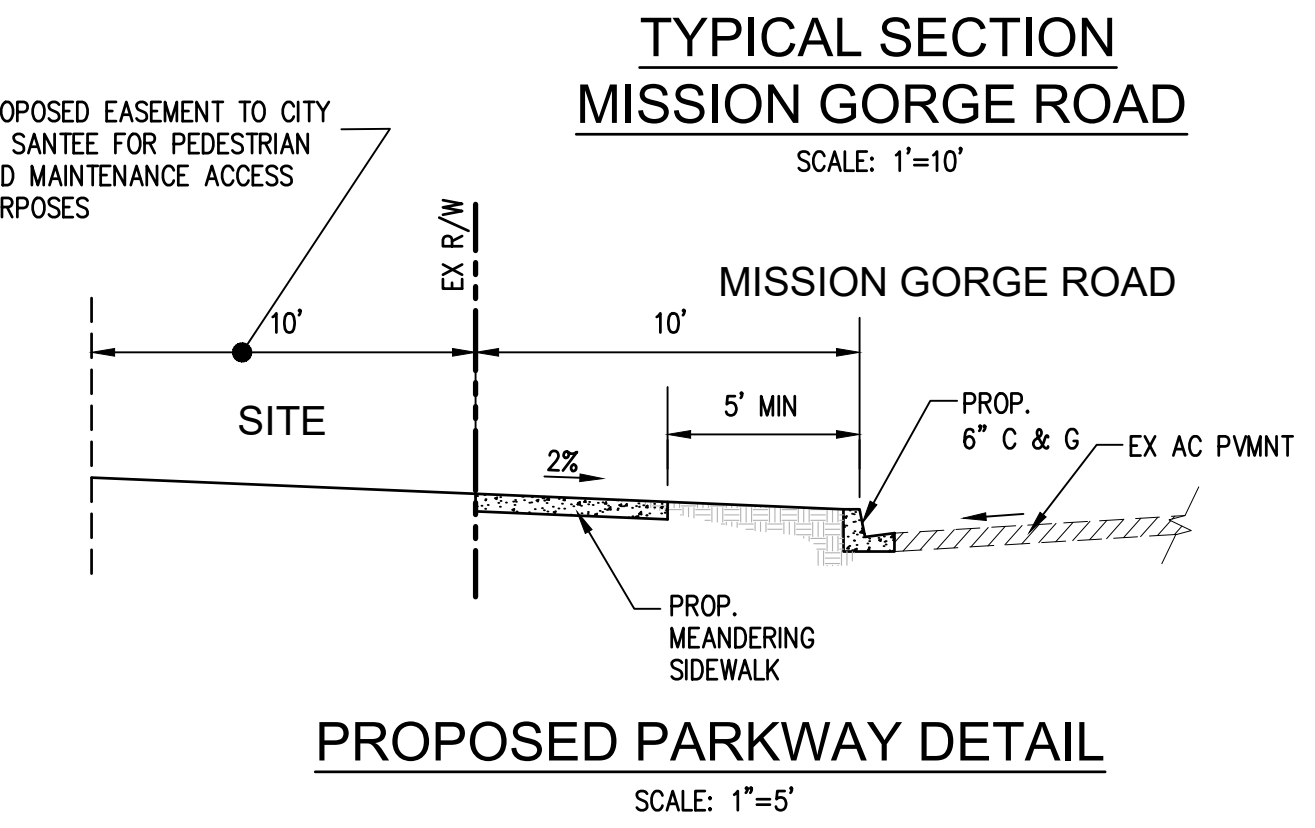 TYPICAL SECTION
MISSION GORGE ROAD
SCALE: 1'=10'
OPOSED EASEMENT TO CITY
SANTEE FOR PEDESTRIAN
D MAINTENANCE ACCESS
RPOSES
EX R/W
MISSION GORGE ROAD
10'
10'
SITE
5' MIN
PROP.
6" C & G
EX AC PVMNT
2%
PROP.
MEANDERING
SIDEWALK
PROPOSED PARKWAY DETAIL
SCALE: 1"=5'